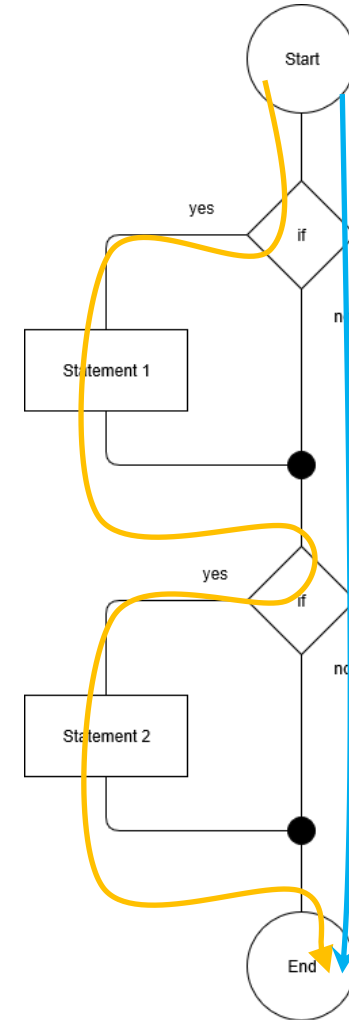 Start
yes
if
Statement 1
yes
if
Statement 2
End